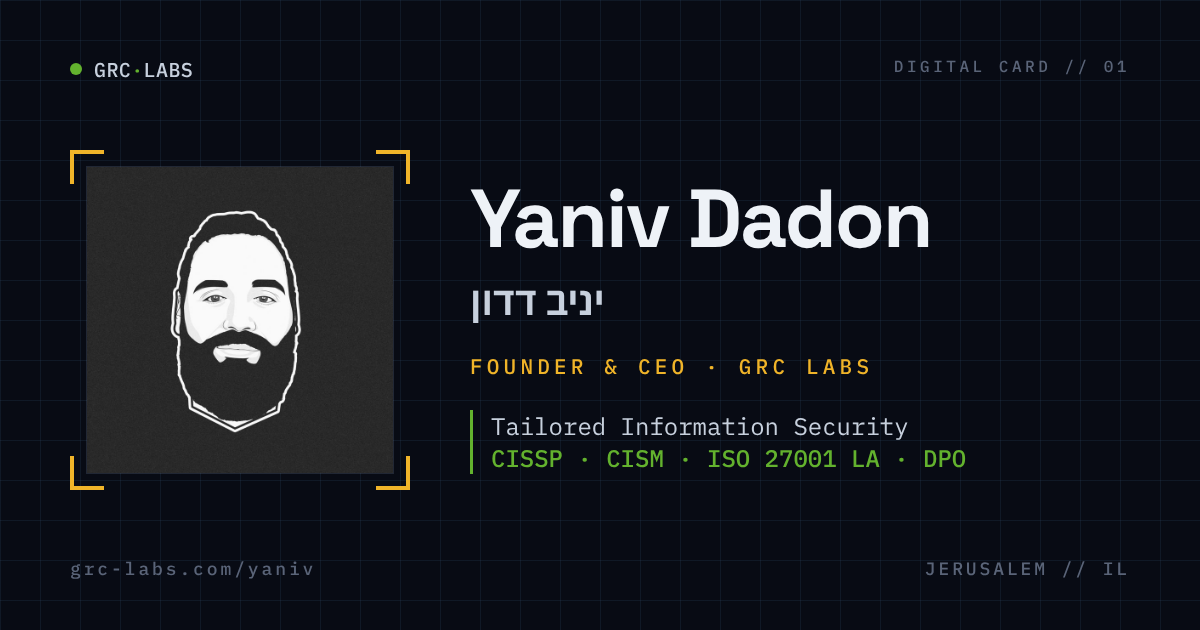 GRC·LABS
DIGITAL CARD // 01
Yaniv Dadon
יניב דדון
FOUNDER & CEO · GRC LABS
Tailored Information Security
CISSP · CISM · ISO 27001 LA · DPO
grc-labs.com/yaniv
JERUSALEM // IL